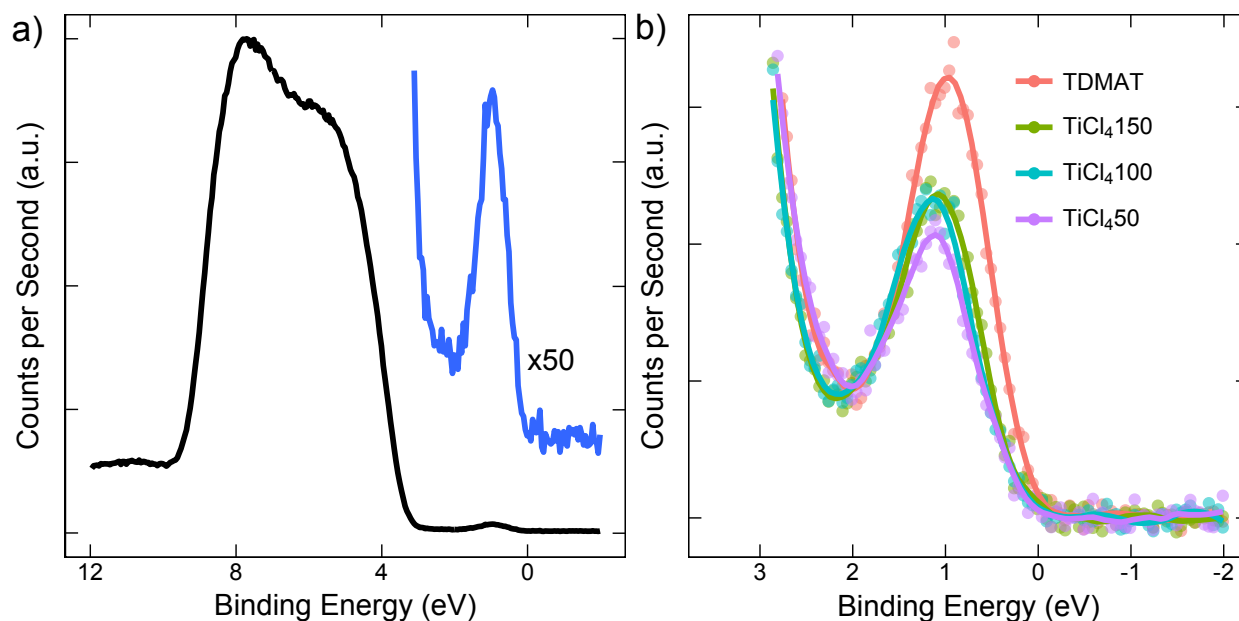 a)
Counts per Second (a.u.)
x50
12 8 4 0
Binding Energy (eV)
b)
Counts per Second (a.u.)
TDMAT
TiCl₄150
TiCl₄100
TiCl₄50
3 2 1 0 -1 -2
Binding Energy (eV)